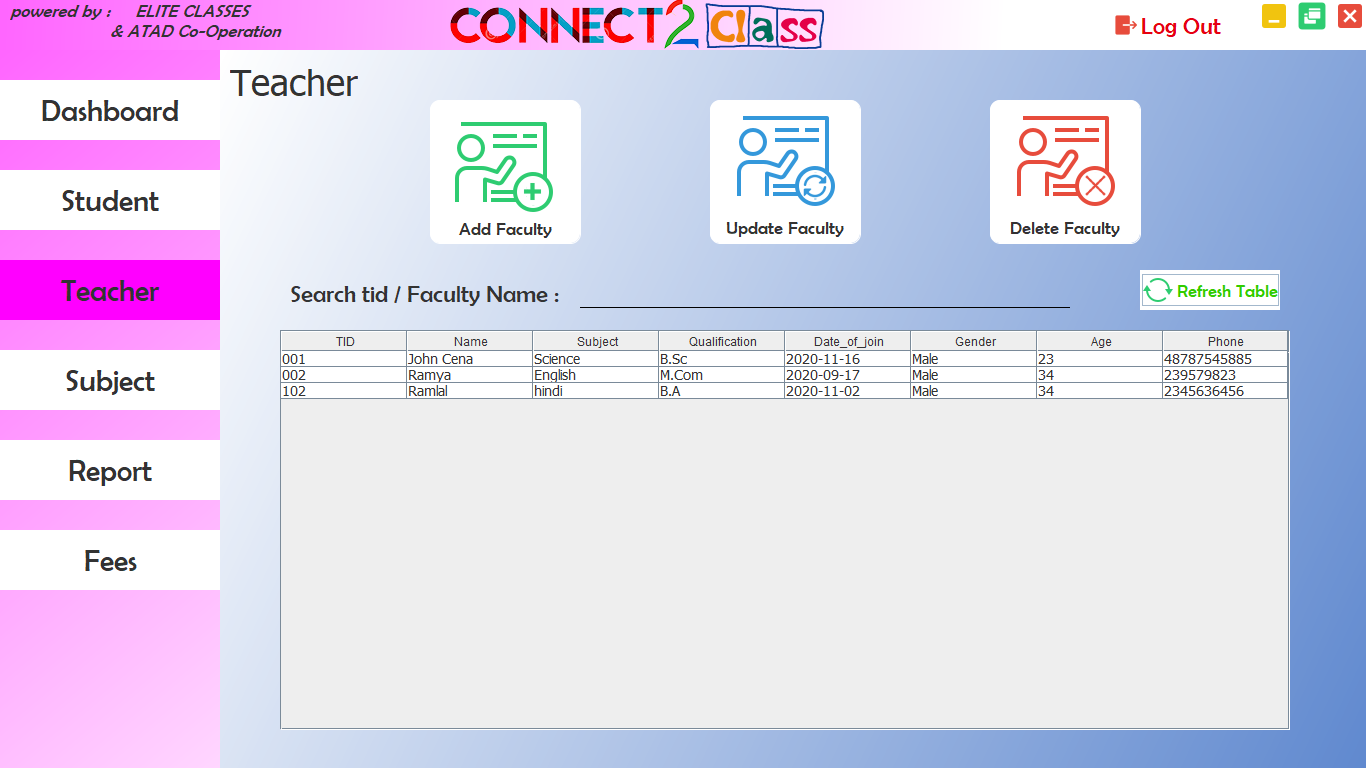 powered by : ELITE CLASSES
& ATAD Co-Operation
CONNECT2 Class
Log Out
Dashboard
Student
Teacher
Subject
Report
Fees
Teacher
Add Faculty
Update Faculty
Delete Faculty
Search tid / Faculty Name :
Refresh Table
TID Name Subject Qualification Date_of_join Gender Age Phone
001 John Cena Science B.Sc 2020-11-16 Male 23 48787545885
002 Ramya English M.Com 2020-09-17 Male 34 239579823
102 Ramlal hindi B.A 2020-11-02 Male 34 2345636456